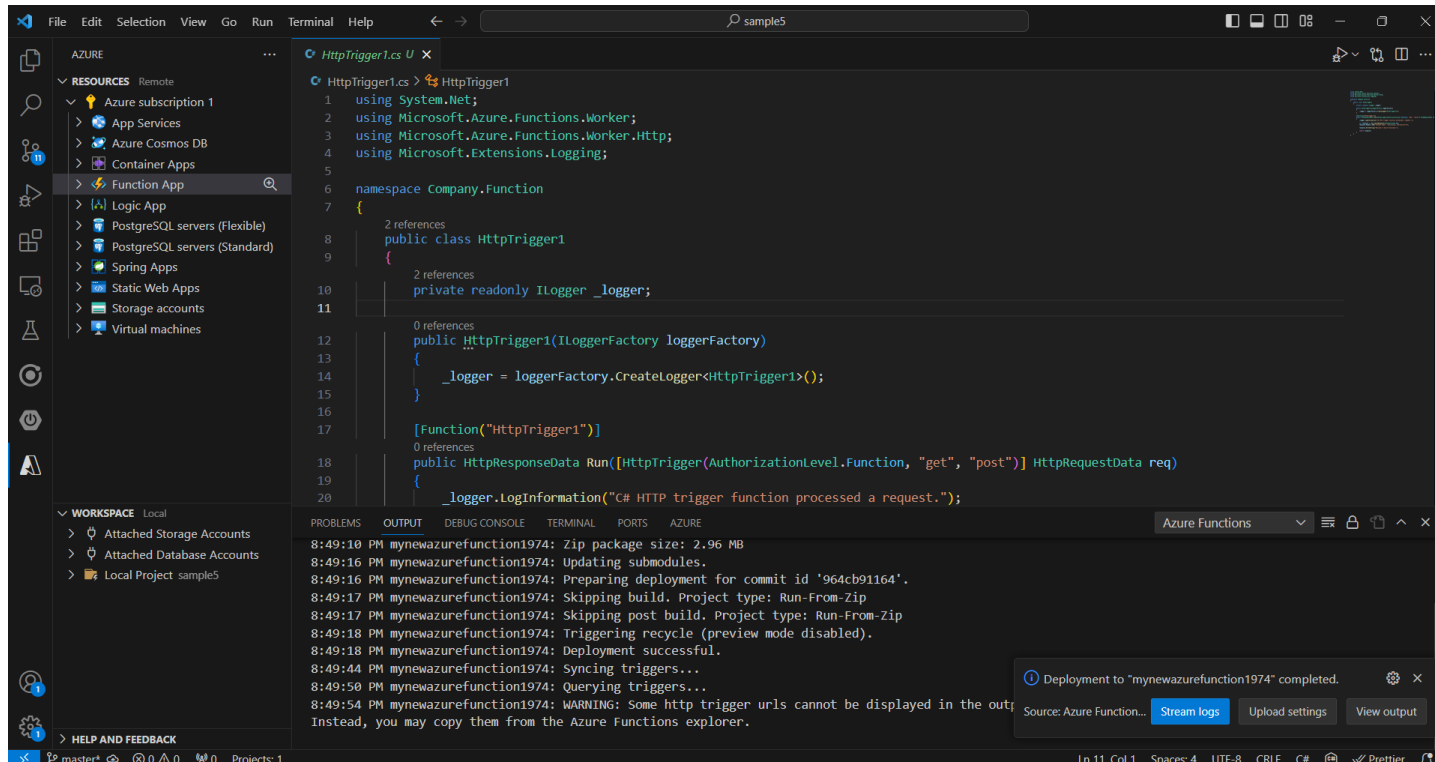 File Edit Selection View Go Run Terminal Help
sample5
AZURE
RESOURCES Remote
Azure subscription 1
App Services
Azure Cosmos DB
Container Apps
Function App
Logic App
PostgreSQL servers (Flexible)
PostgreSQL servers (Standard)
Spring Apps
Static Web Apps
Storage accounts
Virtual machines
WORKSPACE Local
Attached Storage Accounts
Attached Database Accounts
Local Project sample5
HELP AND FEEDBACK
11
1
1
HttpTrigger1.cs U
HttpTrigger1.cs > HttpTrigger1
1 using System.Net;
2 using Microsoft.Azure.Functions.Worker;
3 using Microsoft.Azure.Functions.Worker.Http;
4 using Microsoft.Extensions.Logging;
5
6 namespace Company.Function
7 {
2 references
8 public class HttpTrigger1
9 {
2 references
10 private readonly ILogger _logger;
11
0 references
12 public HttpTrigger1(ILoggerFactory loggerFactory)
13 {
14 _logger = loggerFactory.CreateLogger<HttpTrigger1>();
15 }
16
17 [Function("HttpTrigger1")]
0 references
18 public HttpResponseData Run([HttpTrigger(AuthorizationLevel.Function, "get", "post")] HttpRequestData req)
19 {
20 _logger.LogInformation("C# HTTP trigger function processed a request.");
PROBLEMS OUTPUT DEBUG CONSOLE TERMINAL PORTS AZURE
Azure Functions
8:49:10 PM mynewazurefunction1974: Zip package size: 2.96 MB
8:49:16 PM mynewazurefunction1974: Updating submodules.
8:49:16 PM mynewazurefunction1974: Preparing deployment for commit id '964cb91164'.
8:49:17 PM mynewazurefunction1974: Skipping build. Project type: Run-From-Zip
8:49:17 PM mynewazurefunction1974: Skipping post build. Project type: Run-From-Zip
8:49:18 PM mynewazurefunction1974: Triggering recycle (preview mode disabled).
8:49:18 PM mynewazurefunction1974: Deployment successful.
8:49:44 PM mynewazurefunction1974: Syncing triggers...
8:49:50 PM mynewazurefunction1974: Querying triggers...
8:49:54 PM mynewazurefunction1974: WARNING: Some http trigger urls cannot be displayed in the outp
Instead, you may copy them from the Azure Functions explorer.
Deployment to "mynewazurefunction1974" completed.
Source: Azure Function...
Stream logs
Upload settings
View output
master* 0 0 0 Projects: 1
Ln 11, Col 1 Spaces: 4 UTF-8 CRLF C# Prettier